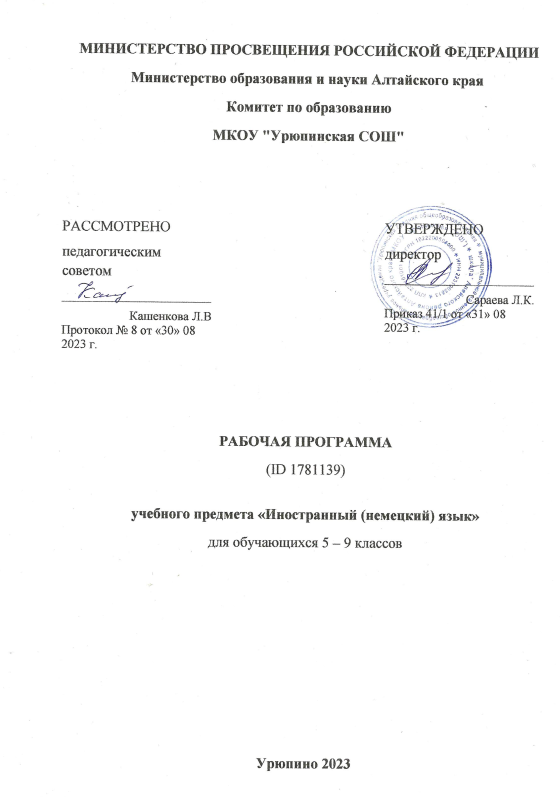 МИНИСТЕРСТВО ПРОСВЕЩЕНИЯ РОССИЙСКОЙ ФЕДЕРАЦИИ
Министерство образования и науки Алтайского края
Комитет по образованию
МКОУ "Урюпинская СОШ"
РАССМОТРЕНО
педагогическим
советом
Кашенкова Л.В
Протокол № 8 от «30» 08
2023 г.
УТВЕРЖДЕНО
директор
Сараева Л.К.
Приказ 41/1 от «31» 08
2023 г.
РАБОЧАЯ ПРОГРАММА
(ID 1781139)
учебного предмета «Иностранный (немецкий) язык»
для обучающихся 5 – 9 классов
Урюпино 2023